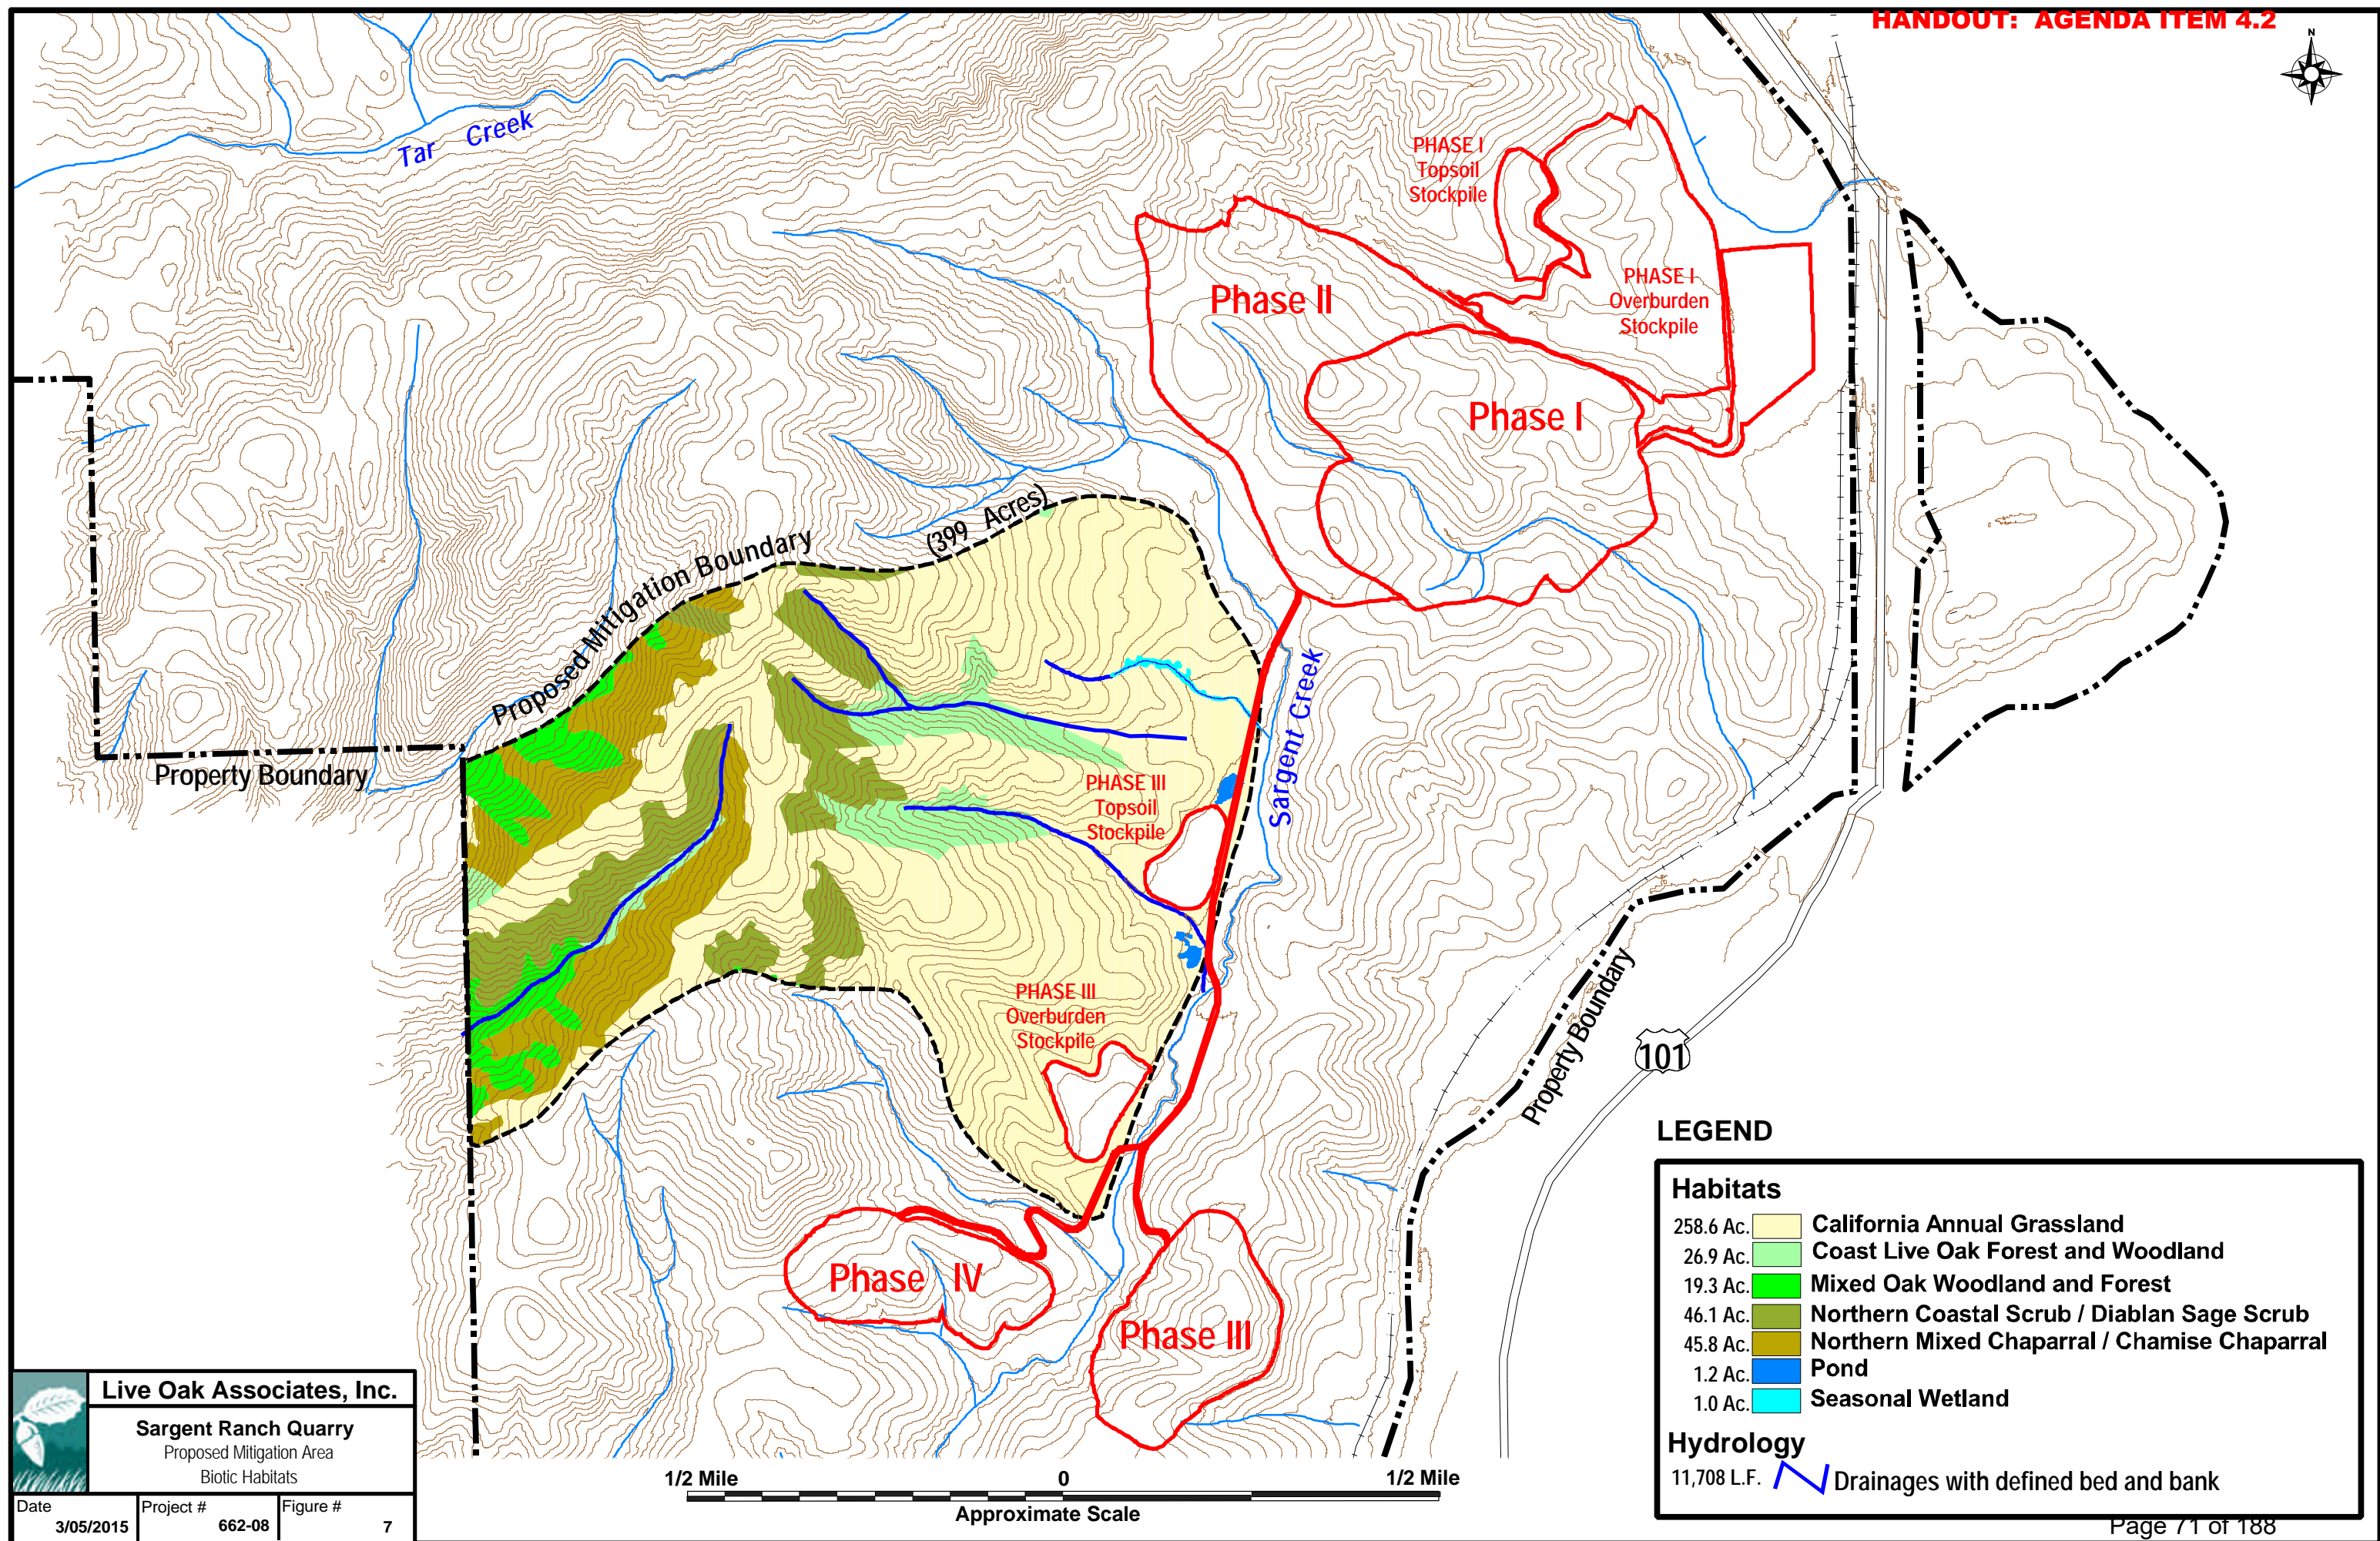 HANDOUT: AGENDA ITEM 4.2
N
Tar Creek
PHASE I
Topsoil
Stockpile
Phase II
PHASE I
Overburden
Stockpile
Phase I
(399 Acres)
Proposed Mitigation Boundary
Sargent Creek
Property Boundary
PHASE III
Topsoil
Stockpile
PHASE III
Overburden
Stockpile
Property Boundary
101
Phase IV
Phase III
LEGEND
Habitats
258.6 Ac. California Annual Grassland
26.9 Ac. Coast Live Oak Forest and Woodland
19.3 Ac. Mixed Oak Woodland and Forest
46.1 Ac. Northern Coastal Scrub / Diablan Sage Scrub
45.8 Ac. Northern Mixed Chaparral / Chamise Chaparral
1.2 Ac. Pond
1.0 Ac. Seasonal Wetland
Hydrology
11,708 L.F. Drainages with defined bed and bank
Live Oak Associates, Inc.
Sargent Ranch Quarry
Proposed Mitigation Area
Biotic Habitats
Date Project # Figure #
3/05/2015 662-08 7
1/2 Mile 0 1/2 Mile
Approximate Scale
Page 71 of 188